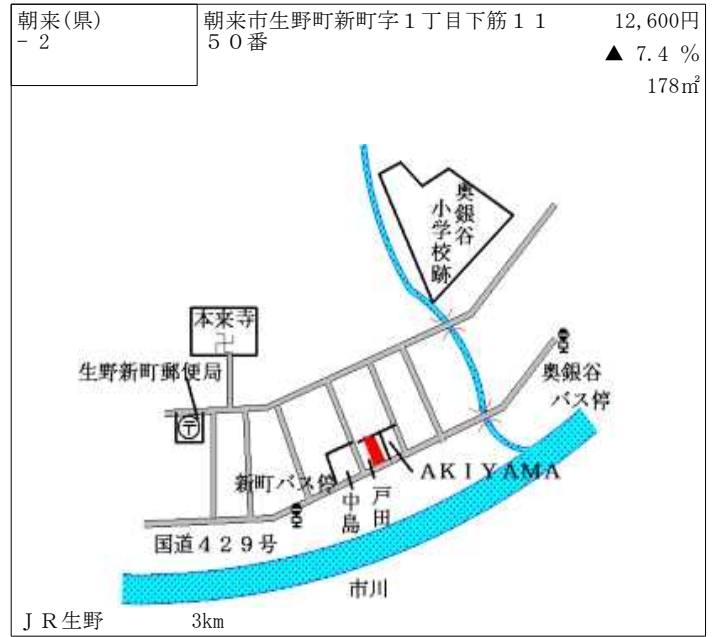 朝来(県)
- 2
朝来市生野町新町字１丁目下筋１１
５０番
12,600円
▲ 7.4 %
178㎡
奥銀谷
小学校跡
本来寺
卍
生野新町郵便局
〒
奥銀谷
バス停
新町バス停
中島
戸田
ＡＫＩＹＡＭＡ
国道４２９号
市川
ＪＲ生野
3km